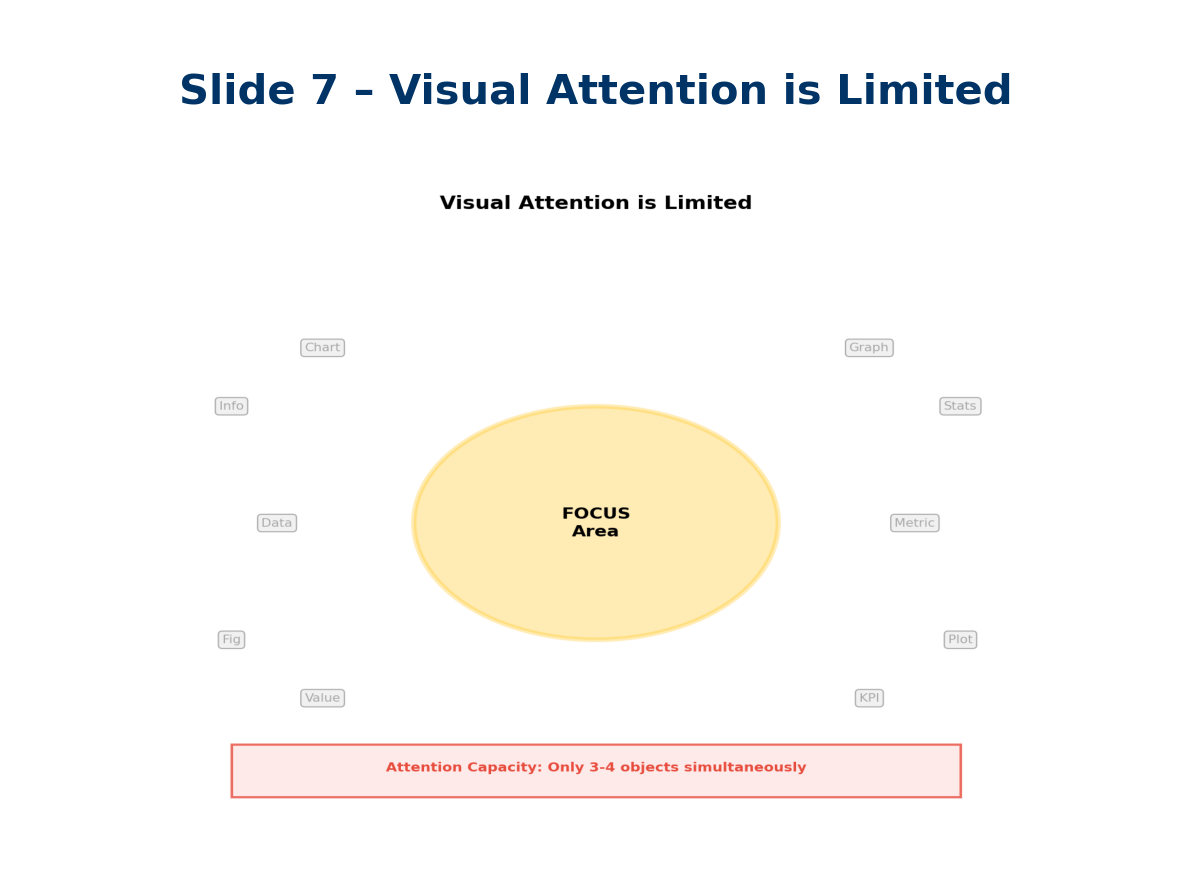 Slide 7 – Visual Attention is Limited
Visual Attention is Limited
Chart
Graph
Info
Stats
FOCUS
Area
Data
Metric
Fig
Plot
Value
KPI
Attention Capacity: Only 3-4 objects simultaneously